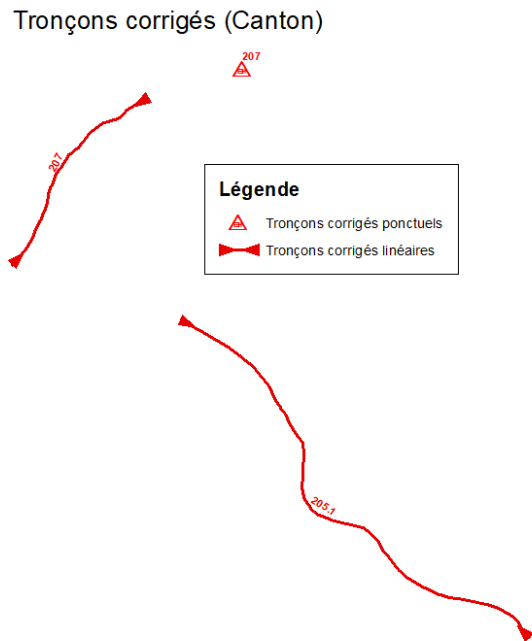 Tronçons corrigés (Canton)
207
207
Légende
Tronçons corrigés ponctuels
Tronçons corrigés linéaires
205.1